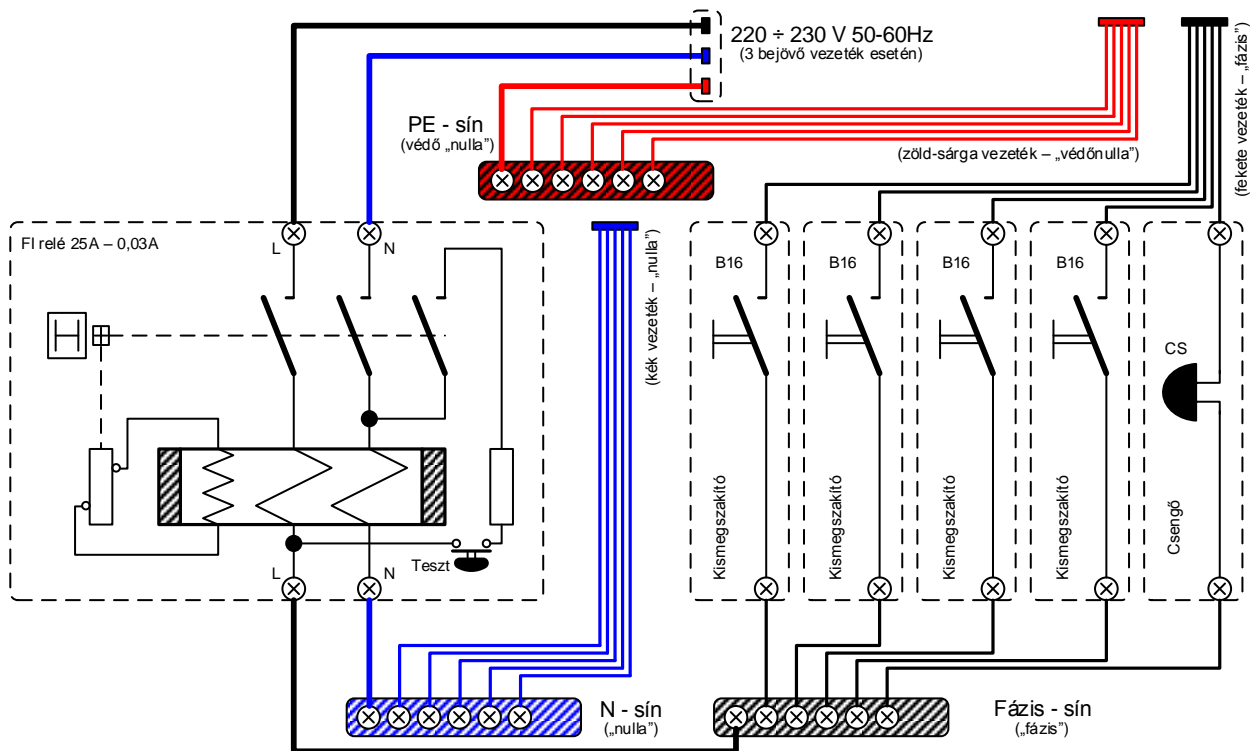 220 ÷ 230 V 50-60Hz
(3 bejövő vezeték esetén)
PE - sín
(védő „nulla”)
(zöld-sárga vezeték – „védőnulla”)
(fekete vezeték – „fázis”)
FI relé 25A – 0,03A
L
N
(kék vezeték – „nulla”)
B16
B16
B16
B16
CS
Kismegszakító
Kismegszakító
Kismegszakító
Kismegszakító
Csengő
Teszt
L
N
N - sín
(„nulla”)
Fázis - sín
(„fázis”)